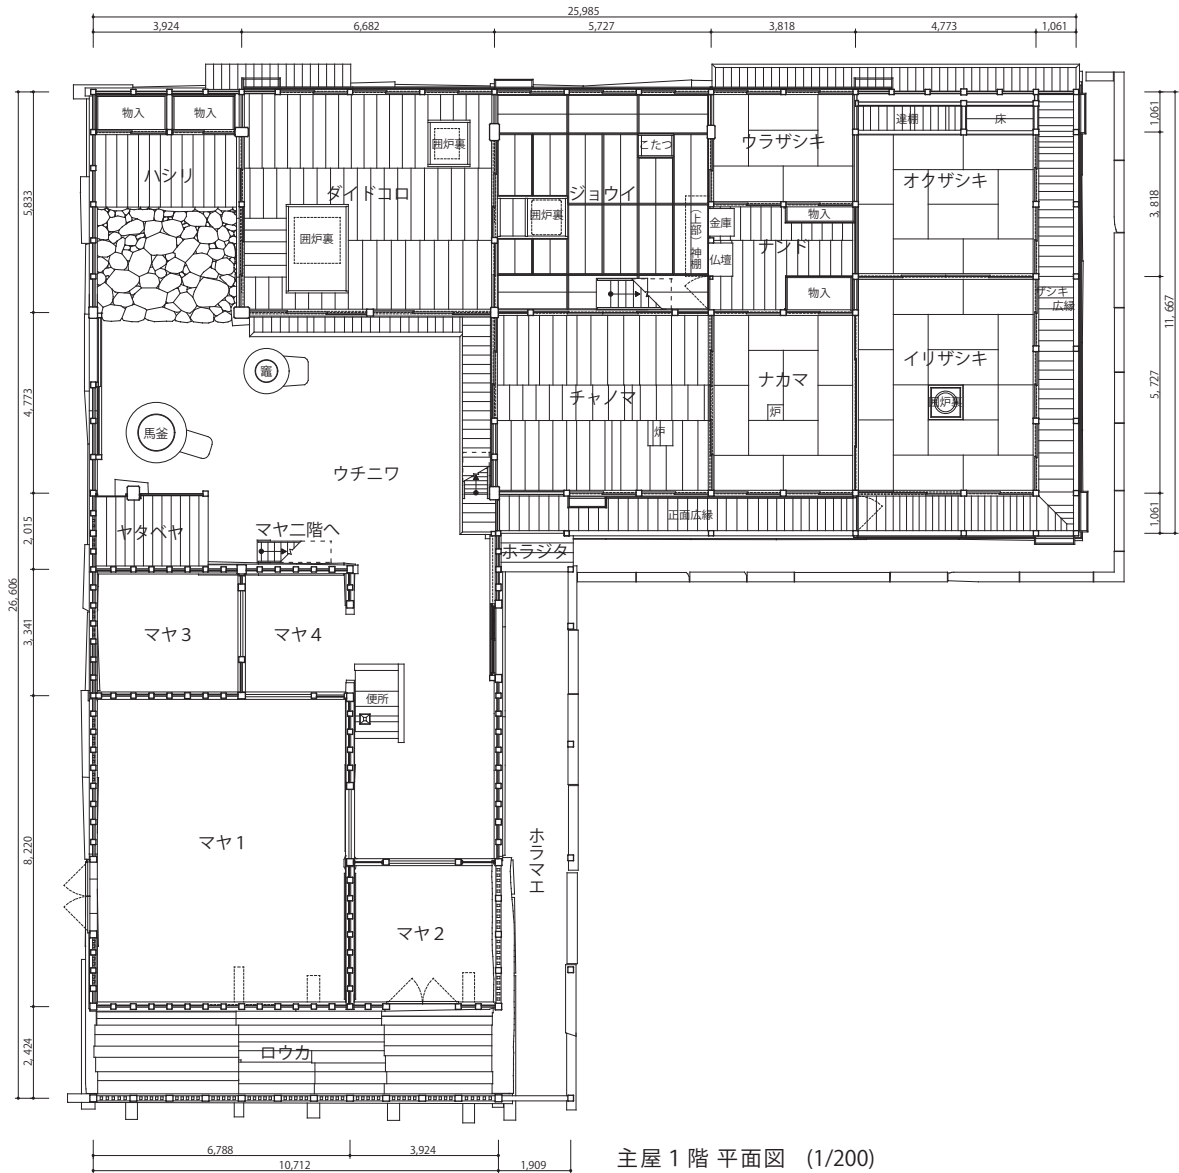 25,985
3,924
6,682
5,727
3,818
4,773
1,061
物入
物入
囲炉裏
こたつ
ウラザシキ
違棚
床
1,061
5,833
ハシリ
ダイドコロ
ジョウイ
オクザシキ
3,818
囲炉裏
囲炉裏
(上部)神棚
金庫
物入
ナンド
仏壇
物入
ザシキ
広縁
11,667
4,773
竈
馬釜
チャノマ
炉
ナカマ
炉
イリザシキ
囲炉裏
5,727
ウチニワ
正面広縁
1,061
2,015
ヤタベヤ
マヤ二階へ
ホラジタ
26,606
3,341
マヤ3
マヤ4
便所
8,220
マヤ1
ホラマエ
マヤ2
2,424
ロウカ
6,788
3,924
10,712
1,909
主屋1階 平面図 (1/200)